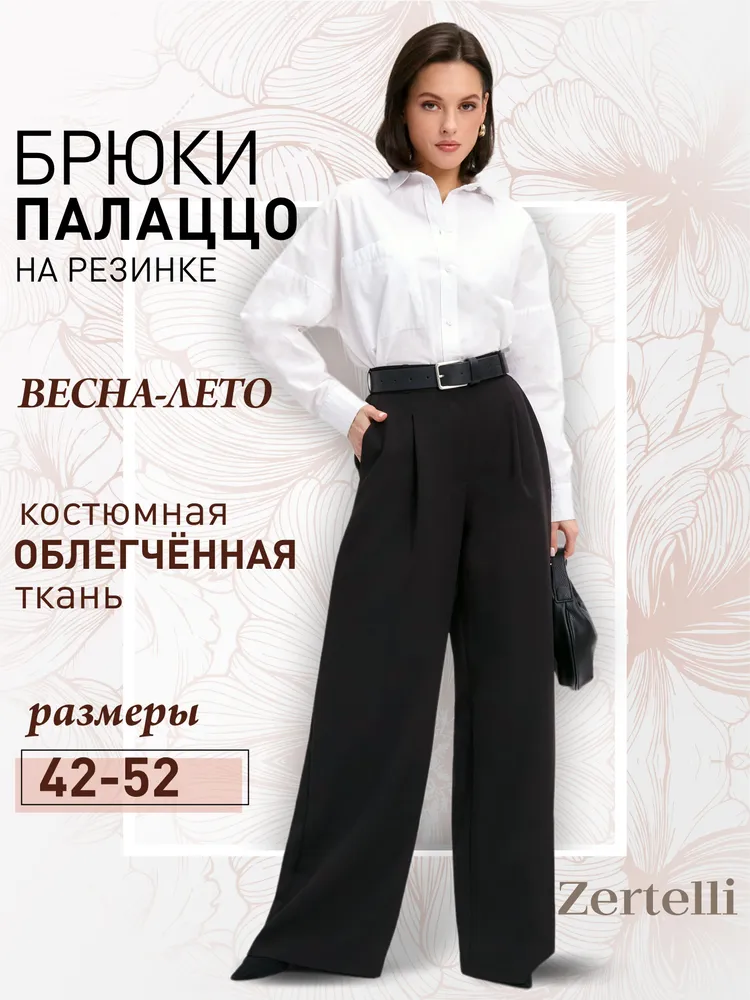 БРЮКИ
ПАЛАЦЦО
НА РЕЗИНКЕ
ВЕСНА-ЛЕТО
костюмная
ОБЛЕГЧЁННАЯ
ткань
размеры
42-52
Zertelli